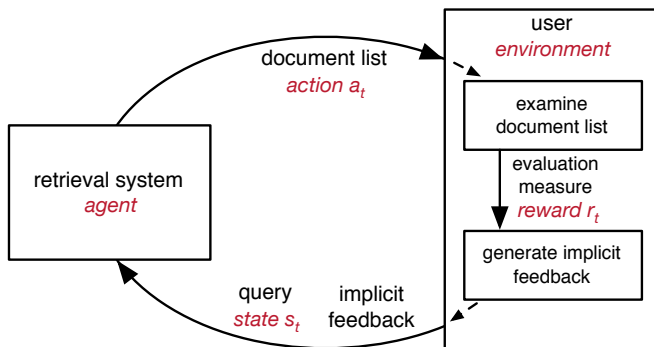 user
environment
document list
action a_t
examine
document list
retrieval system
agent
evaluation
measure
reward r_t
generate implicit
feedback
query
state s_t
implicit
feedback